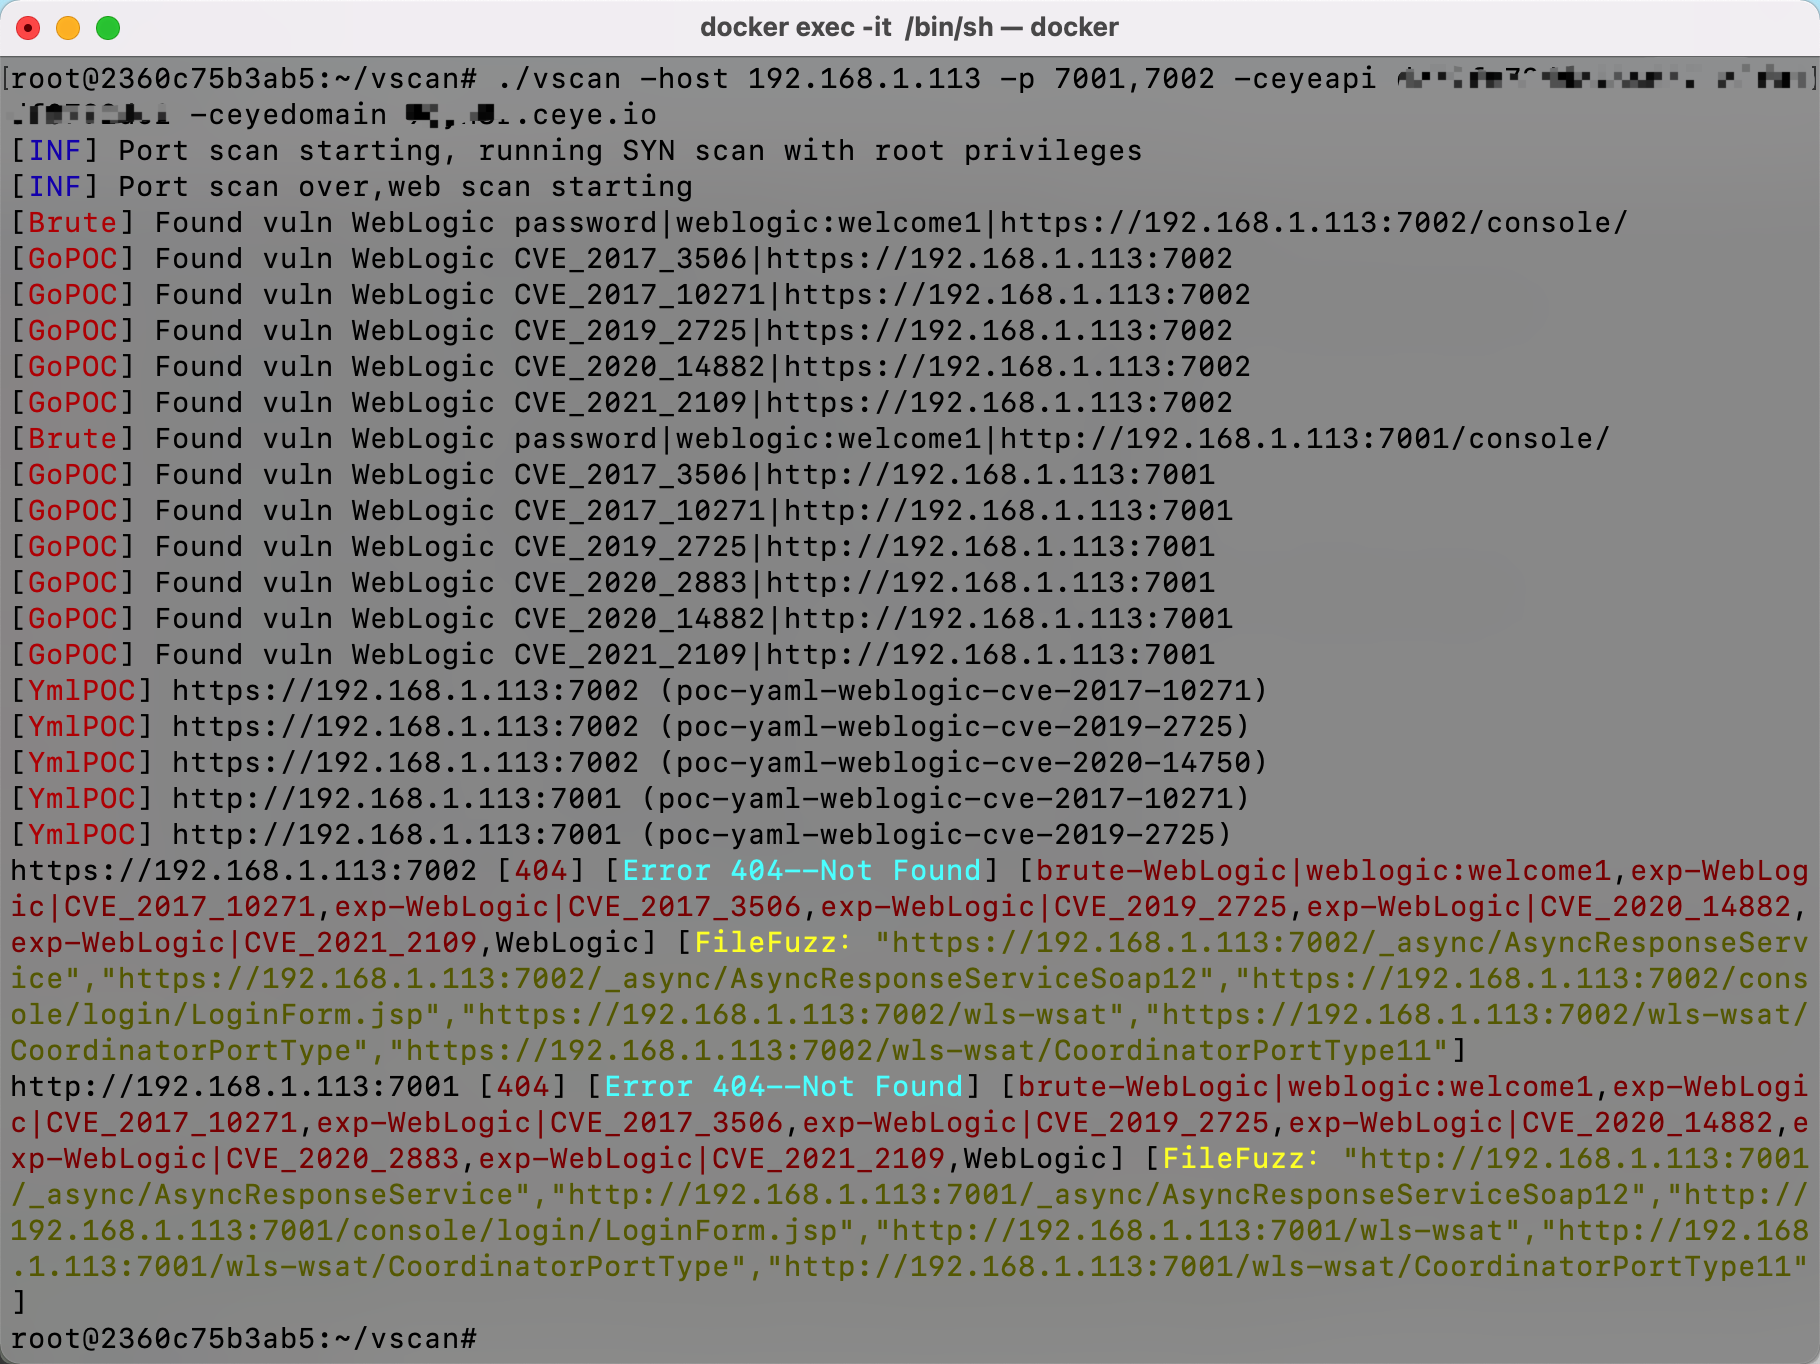 docker exec -it /bin/sh — docker
[root@2360c75b3ab5:~/vscan# ./vscan -host 192.168.1.113 -p 7001,7002 -ceyeapi ]
-ceyedomain .ceye.io
[INF] Port scan starting, running SYN scan with root privileges
[INF] Port scan over,web scan starting
[Brute] Found vuln WebLogic password|weblogic:welcome1|https://192.168.1.113:7002/console/
[GoPOC] Found vuln WebLogic CVE_2017_3506|https://192.168.1.113:7002
[GoPOC] Found vuln WebLogic CVE_2017_10271|https://192.168.1.113:7002
[GoPOC] Found vuln WebLogic CVE_2019_2725|https://192.168.1.113:7002
[GoPOC] Found vuln WebLogic CVE_2020_14882|https://192.168.1.113:7002
[GoPOC] Found vuln WebLogic CVE_2021_2109|https://192.168.1.113:7002
[Brute] Found vuln WebLogic password|weblogic:welcome1|http://192.168.1.113:7001/console/
[GoPOC] Found vuln WebLogic CVE_2017_3506|http://192.168.1.113:7001
[GoPOC] Found vuln WebLogic CVE_2017_10271|http://192.168.1.113:7001
[GoPOC] Found vuln WebLogic CVE_2019_2725|http://192.168.1.113:7001
[GoPOC] Found vuln WebLogic CVE_2020_2883|http://192.168.1.113:7001
[GoPOC] Found vuln WebLogic CVE_2020_14882|http://192.168.1.113:7001
[GoPOC] Found vuln WebLogic CVE_2021_2109|http://192.168.1.113:7001
[YmlPOC] https://192.168.1.113:7002 (poc-yaml-weblogic-cve-2017-10271)
[YmlPOC] https://192.168.1.113:7002 (poc-yaml-weblogic-cve-2019-2725)
[YmlPOC] https://192.168.1.113:7002 (poc-yaml-weblogic-cve-2020-14750)
[YmlPOC] http://192.168.1.113:7001 (poc-yaml-weblogic-cve-2017-10271)
[YmlPOC] http://192.168.1.113:7001 (poc-yaml-weblogic-cve-2019-2725)
https://192.168.1.113:7002 [404] [Error 404--Not Found] [brute-WebLogic|weblogic:welcome1,exp-WebLog
ic|CVE_2017_10271,exp-WebLogic|CVE_2017_3506,exp-WebLogic|CVE_2019_2725,exp-WebLogic|CVE_2020_14882,
exp-WebLogic|CVE_2021_2109,WebLogic] [FileFuzz: "https://192.168.1.113:7002/_async/AsyncResponseServ
ice","https://192.168.1.113:7002/_async/AsyncResponseServiceSoap12","https://192.168.1.113:7002/cons
ole/login/LoginForm.jsp","https://192.168.1.113:7002/wls-wsat","https://192.168.1.113:7002/wls-wsat/
CoordinatorPortType","https://192.168.1.113:7002/wls-wsat/CoordinatorPortType11"]
http://192.168.1.113:7001 [404] [Error 404--Not Found] [brute-WebLogic|weblogic:welcome1,exp-WebLogi
c|CVE_2017_10271,exp-WebLogic|CVE_2017_3506,exp-WebLogic|CVE_2019_2725,exp-WebLogic|CVE_2020_14882,e
xp-WebLogic|CVE_2020_2883,exp-WebLogic|CVE_2021_2109,WebLogic] [FileFuzz: "http://192.168.1.113:7001
/_async/AsyncResponseService","http://192.168.1.113:7001/_async/AsyncResponseServiceSoap12","http://
192.168.1.113:7001/console/login/LoginForm.jsp","http://192.168.1.113:7001/wls-wsat","http://192.168
.1.113:7001/wls-wsat/CoordinatorPortType","http://192.168.1.113:7001/wls-wsat/CoordinatorPortType11"
]
root@2360c75b3ab5:~/vscan#